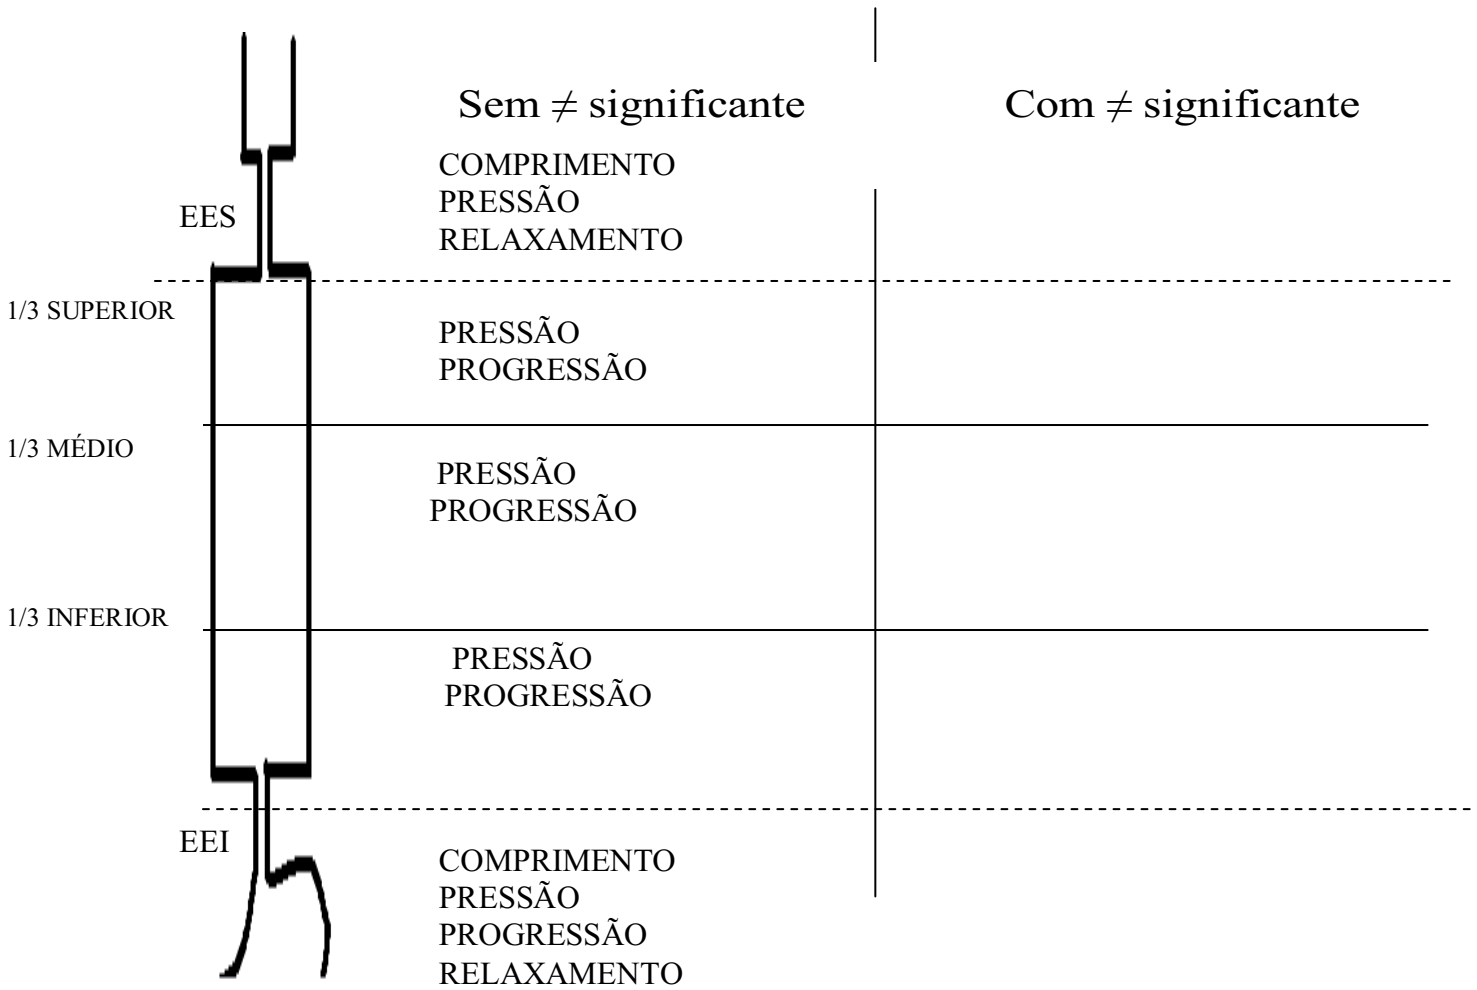 Sem ≠ significante
Com ≠ significante
EES
COMPRIMENTO
PRESSÃO
RELAXAMENTO
1/3 SUPERIOR
PRESSÃO
PROGRESSÃO
1/3 MÉDIO
PRESSÃO
PROGRESSÃO
1/3 INFERIOR
PRESSÃO
PROGRESSÃO
EEI
COMPRIMENTO
PRESSÃO
PROGRESSÃO
RELAXAMENTO